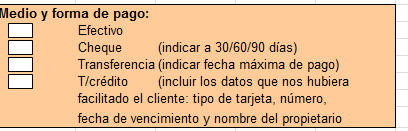 Medio y forma de pago:
Efectivo
Cheque (indicar a 30/60/90 días)
Transferencia (indicar fecha máxima de pago)
T/crédito (incluir los datos que nos hubiera
facilitado el cliente: tipo de tarjeta, número,
fecha de vencimiento y nombre del propietario